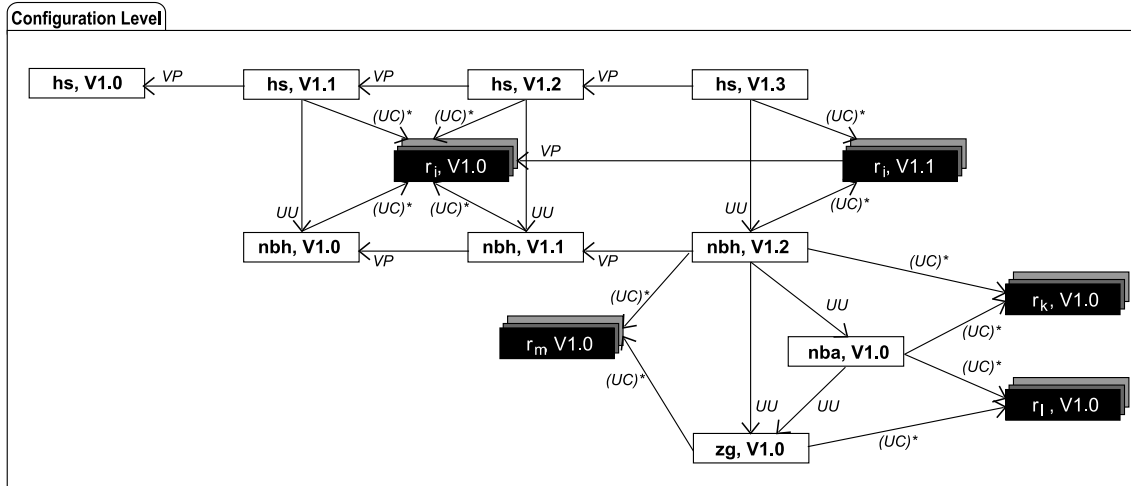 Configuration Level
hs, V1.0
VP
hs, V1.1
VP
hs, V1.2
VP
hs, V1.3
(UC)*
(UC)*
(UC)*
ri, V1.0
VP
ri, V1.1
UU
(UC)*
(UC)*
UU
UU
(UC)*
nbh, V1.0
VP
nbh, V1.1
VP
nbh, V1.2
(UC)*
(UC)*
UU
rk, V1.0
rm, V1.0
nba, V1.0
(UC)*
(UC)*
(UC)*
UU
UU
rl, V1.0
(UC)*
zg, V1.0